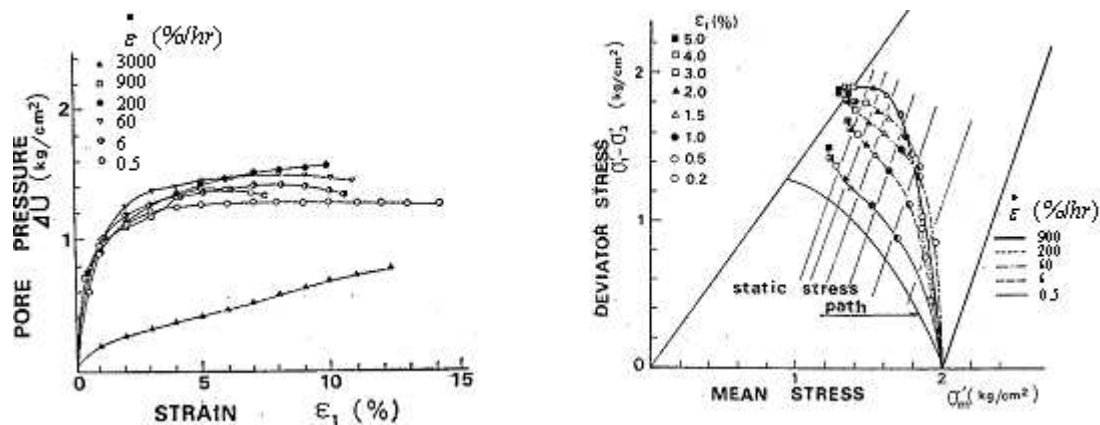 ε̇ (%/hr)
3000
900
200
60
6
0.5
PORE PRESSURE
ΔU (kg/cm²)
2
1
0 5 10 15
STRAIN ε₁ (%)
ε₁(%)
5.0
4.0
3.0
2.0
1.5
1.0
0.5
0.2
DEVIATOR STRESS
(kg/cm²)
2
1
0
static stress
path
ε̇ (%/hr)
900
200
60
6
0.5
1 2
MEAN STRESS σ'm (kg/cm²)